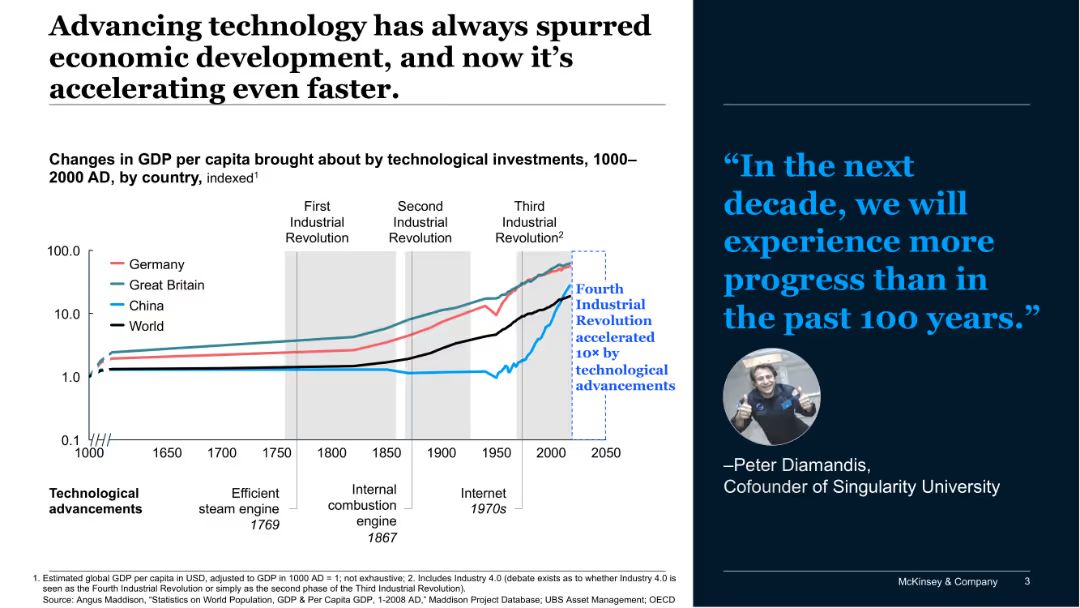 Advancing technology has always spurred
economic development, and now it’s
accelerating even faster.
Changes in GDP per capita brought about by technological investments, 1000–
2000 AD, by country, indexed1
First
Industrial
Revolution
Second
Industrial
Revolution
Third
Industrial
Revolution2
100.0
10.0
1.0
0.1
Germany
Great Britain
China
World
Fourth
Industrial
Revolution
accelerated
10× by
technological
advancements
1000 1650 1700 1750 1800 1850 1900 1950 2000 2050
Technological
advancements
Efficient
steam engine
1769
Internal
combustion
engine
1867
Internet
1970s
1. Estimated global GDP per capita in USD, adjusted to GDP in 1000 AD = 1; not exhaustive; 2. Includes Industry 4.0 (debate exists as to whether Industry 4.0 is
seen as the Fourth Industrial Revolution or simply as the second phase of the Third Industrial Revolution).
Source: Angus Maddison, “Statistics on World Population, GDP & Per Capita GDP, 1-2008 AD,” Maddison Project Database; UBS Asset Management; OECD
“In the next
decade, we will
experience more
progress than in
the past 100 years.”
–Peter Diamandis,
Cofounder of Singularity University
McKinsey & Company 3